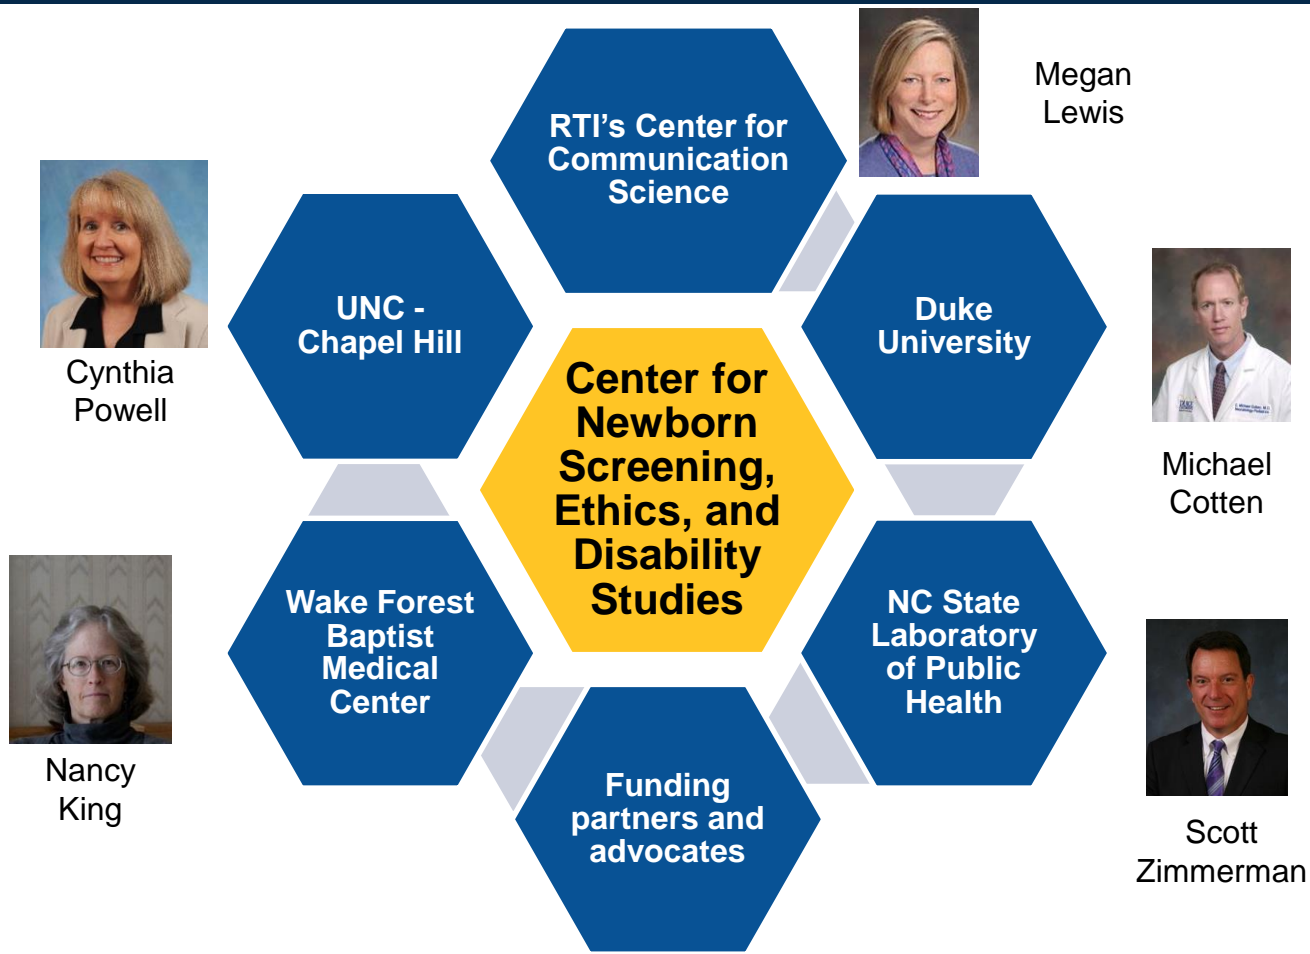 RTI’s Center for
Communication
Science
Megan
Lewis
UNC -
Chapel Hill
Cynthia
Powell
Duke
University
Michael
Cotten
Center for
Newborn
Screening,
Ethics, and
Disability
Studies
Wake Forest
Baptist
Medical
Center
Nancy
King
NC State
Laboratory
of Public
Health
Scott
Zimmerman
Funding
partners and
advocates